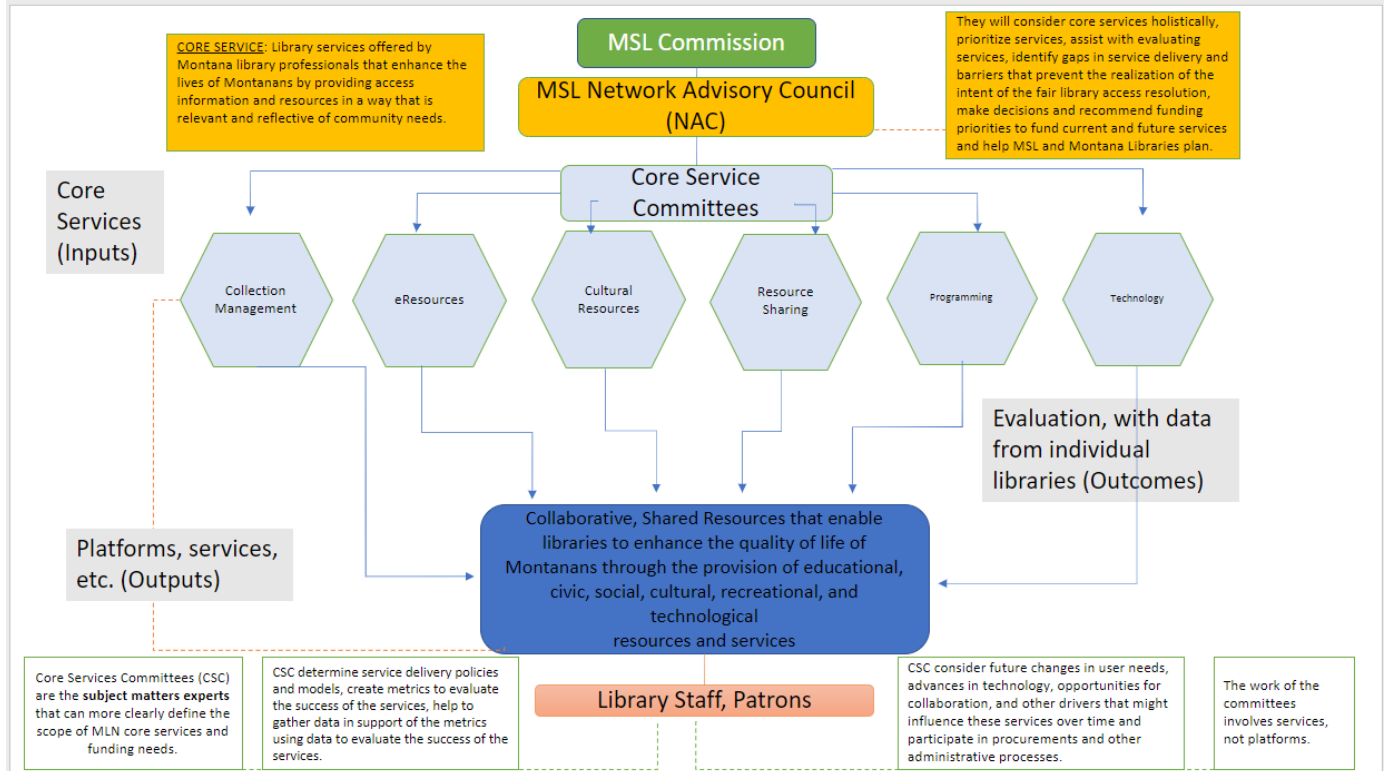 MSL Commission
CORE SERVICE: Library services offered by
Montana library professionals that enhance the
lives of Montanans by providing access
information and resources in a way that is
relevant and reflective of community needs.
MSL Network Advisory Council
(NAC)
They will consider core services holistically,
prioritize services, assist with evaluating
services, identify gaps in service delivery and
barriers that prevent the realization of the
intent of the fair library access resolution,
make decisions and recommend funding
priorities to fund current and future services
and help MSL and Montana Libraries plan.
Core Service
Committees
Core
Services
(Inputs)
Collection
Management
eResources
Cultural
Resources
Resource
Sharing
Programming
Technology
Evaluation, with data
from individual
libraries (Outcomes)
Platforms, services,
etc. (Outputs)
Collaborative, Shared Resources that enable
libraries to enhance the quality of life of
Montanans through the provision of educational,
civic, social, cultural, recreational, and
technological
resources and services
Library Staff, Patrons
Core Services Committees (CSC)
are the subject matters experts
that can more clearly define the
scope of MLN core services and
funding needs.
CSC determine service delivery policies
and models, create metrics to evaluate
the success of the services, help to
gather data in support of the metrics
using data to evaluate the success of the
services.
CSC consider future changes in user needs,
advances in technology, opportunities for
collaboration, and other drivers that might
influence these services over time and
participate in procurements and other
administrative processes.
The work of the
committees
involves services,
not platforms.